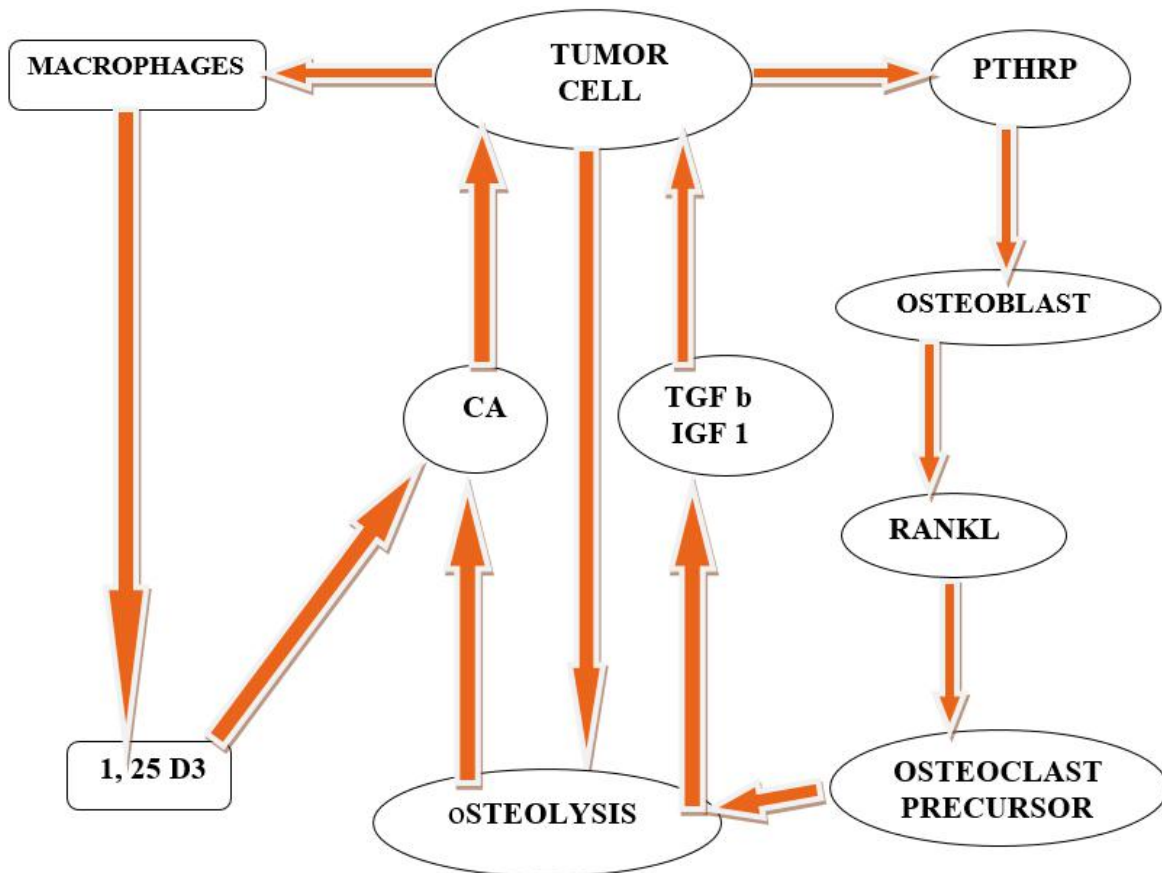 MACROPHAGES
TUMOR
CELL
PTHRP
OSTEOBLAST
CA
TGF b
IGF 1
RANKL
1, 25 D3
oSTEOLYSIS
OSTEOCLAST
PRECURSOR